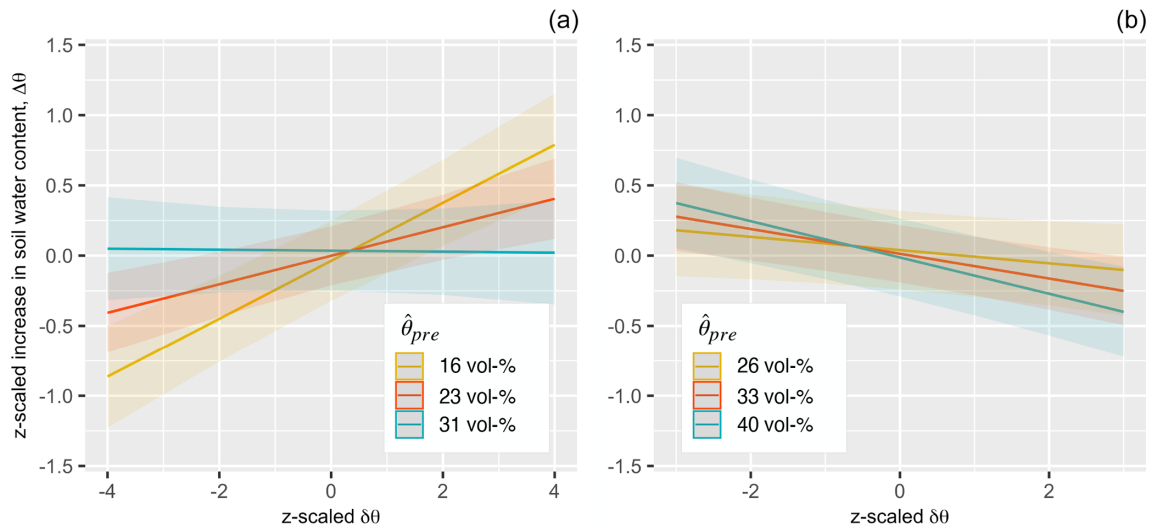 (a)
(b)
z-scaled increase in soil water content, Δθ
1.5
1.0
0.5
0.0
-0.5
-1.0
-1.5
-4
-2
0
2
4
z-scaled δθ
θ̂pre
16 vol-%
23 vol-%
31 vol-%
1.5
1.0
0.5
0.0
-0.5
-1.0
-1.5
-2
0
2
z-scaled δθ
θ̂pre
26 vol-%
33 vol-%
40 vol-%